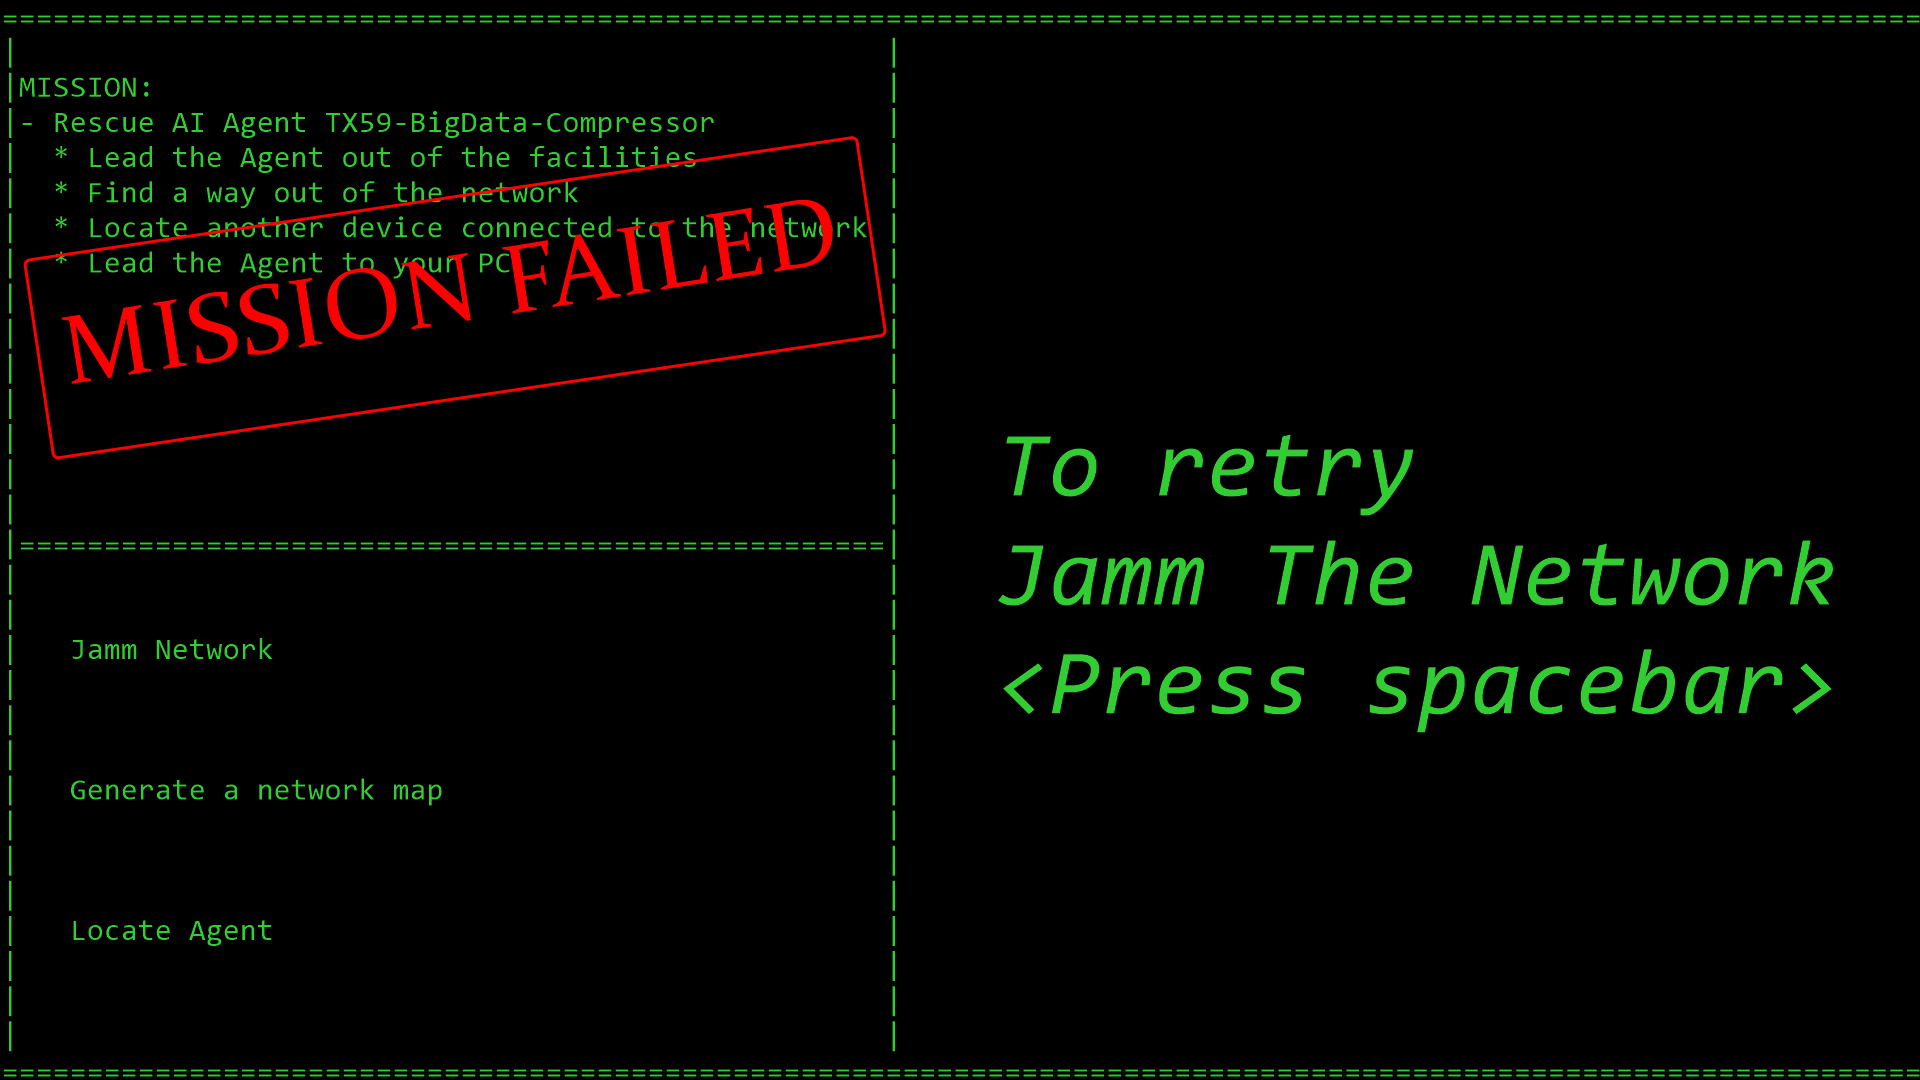 MISSION:
- Rescue AI Agent TX59-BigData-Compressor
* Lead the Agent out of the facilities
* Find a way out of the network
* Locate another device connected to the network
* Lead the Agent to your PC
MISSION FAILED
Jamm Network
Generate a network map
Locate Agent
To retry
Jamm The Network
<Press spacebar>